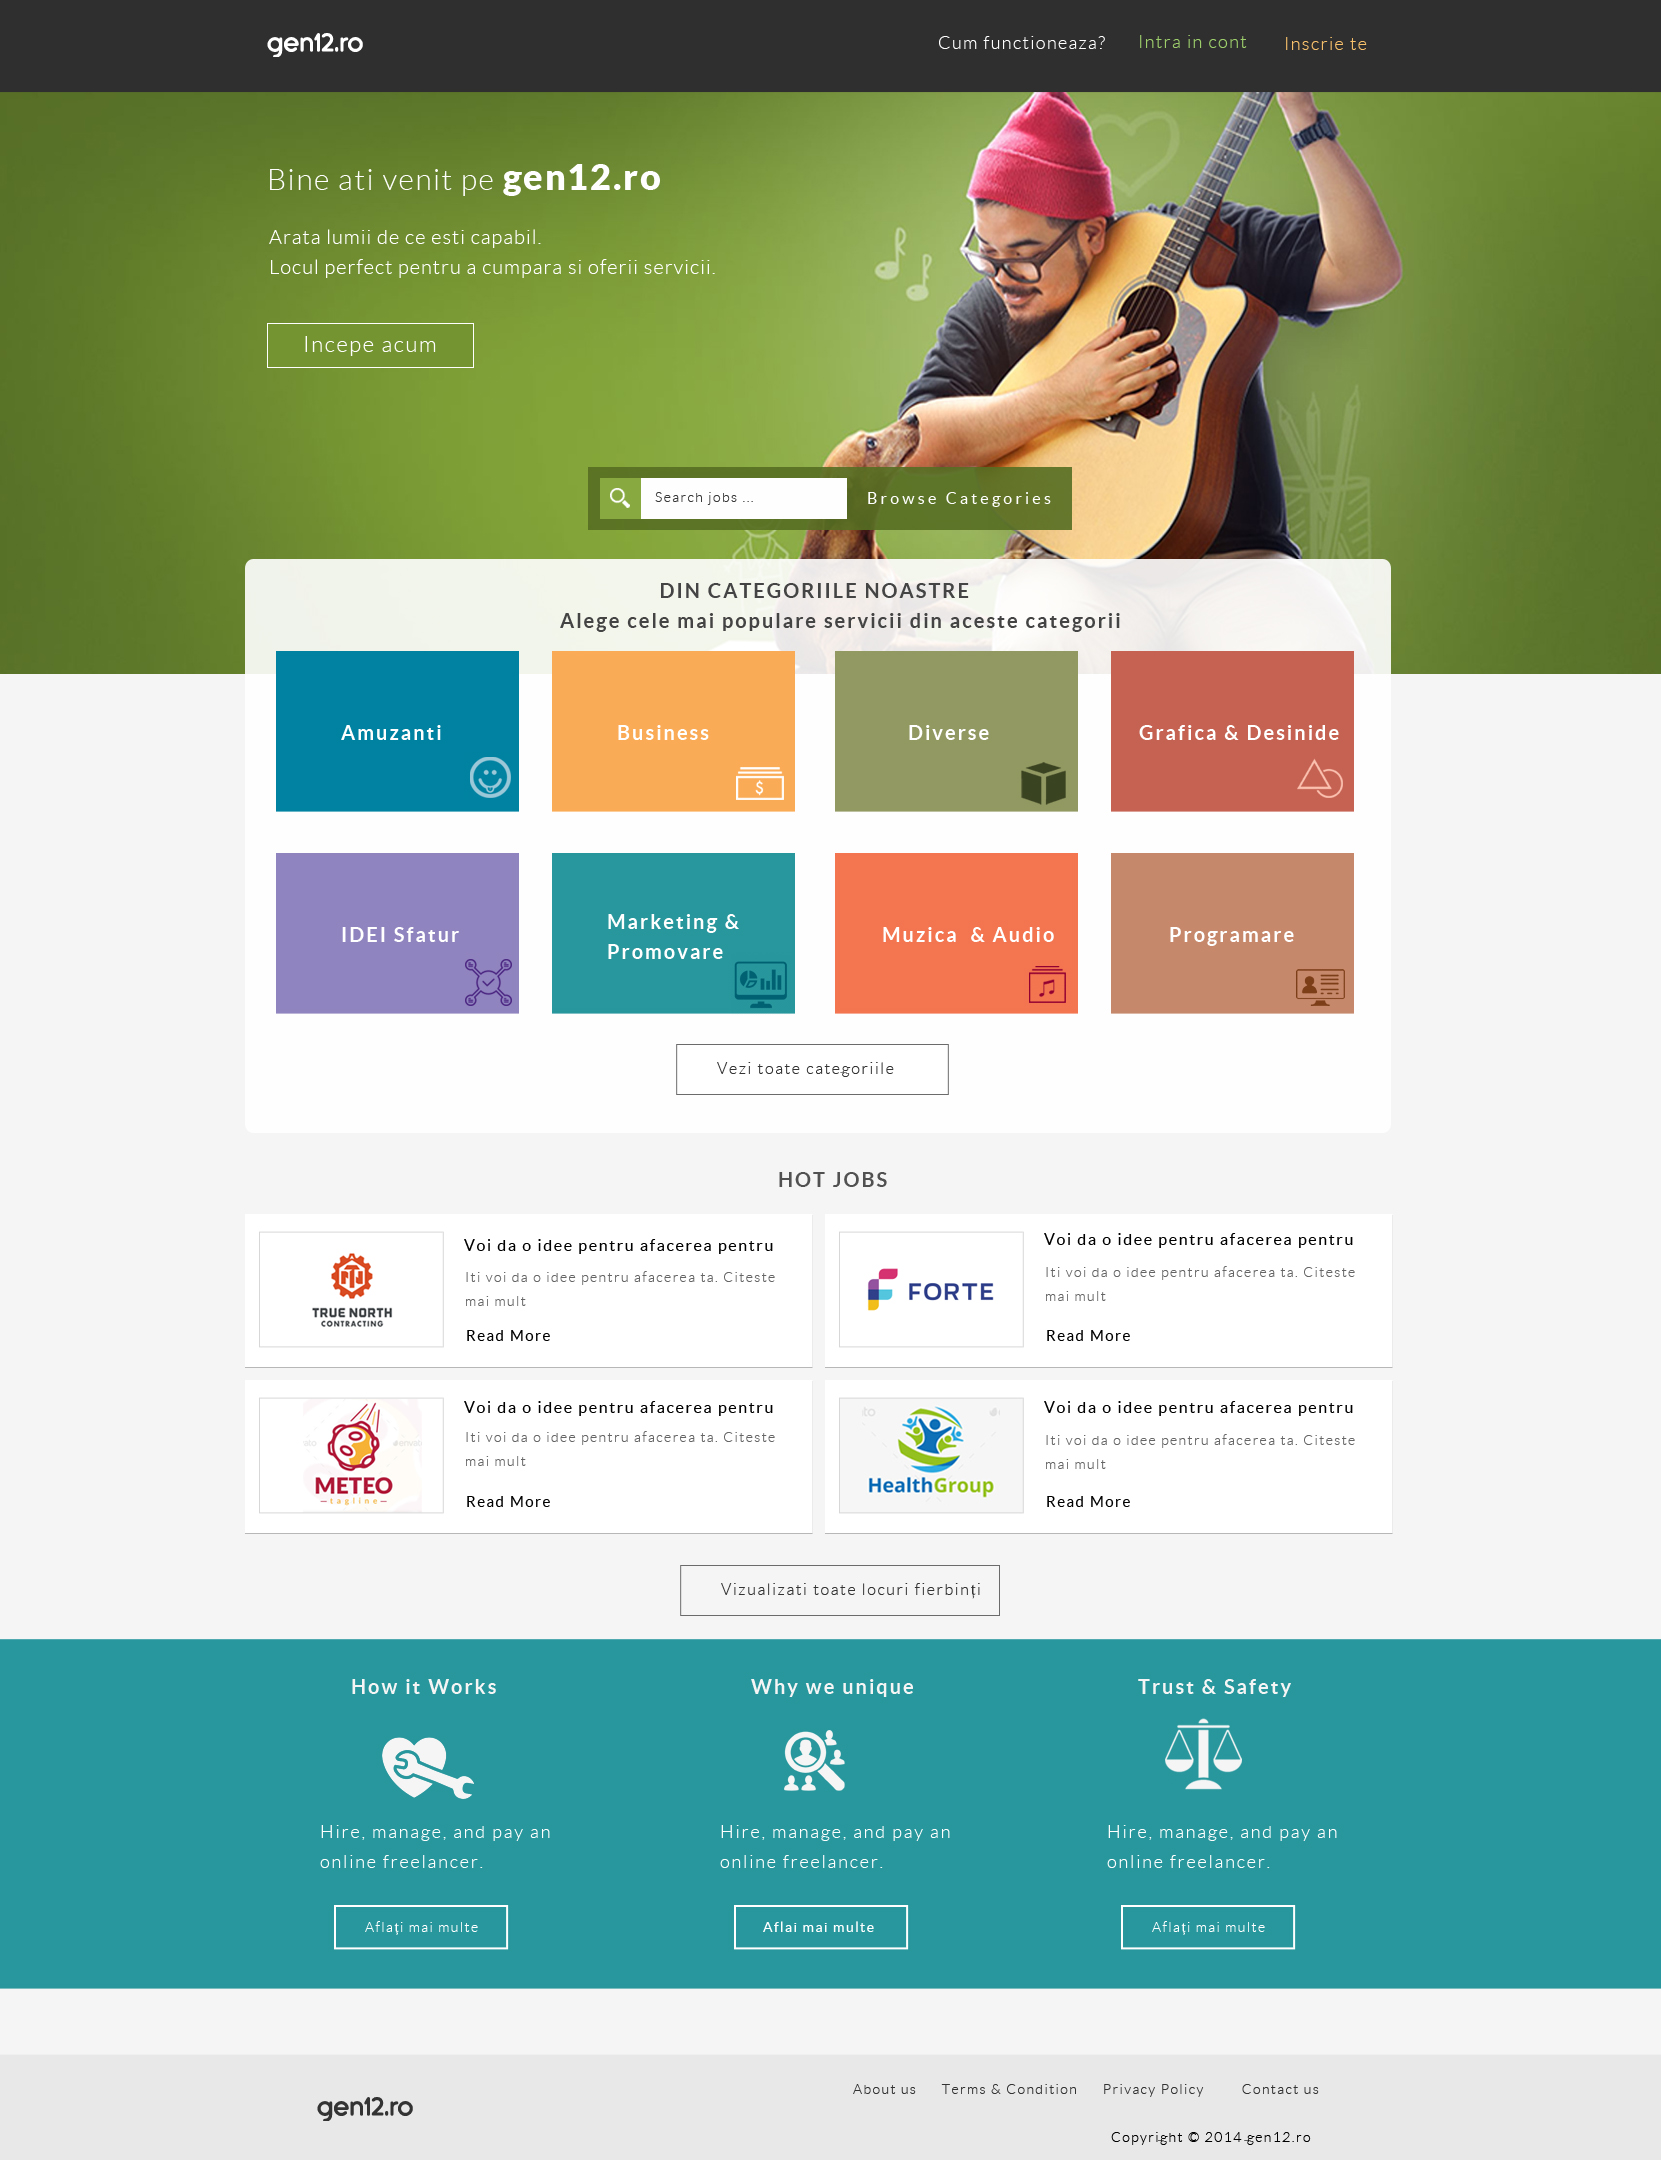 gen12.ro
Cum functioneaza?
Intra in cont
Inscrie te
Bine ati venit pe gen12.ro
Arata lumii de ce esti capabil.
Locul perfect pentru a cumpara si oferii servicii.
Incepe acum
Search jobs ...
Browse Categories
DIN CATEGORIILE NOASTRE
Alege cele mai populare servicii din aceste categorii
Amuzanti
Business
$
Diverse
Grafica & Desinide
IDEI Sfatur
Marketing &
Promovare
Muzica & Audio
Programare
Vezi toate categoriile
HOT JOBS
TRUE NORTH
CONTRACTING
Voi da o idee pentru afacerea pentru
Iti voi da o idee pentru afacerea ta. Citeste
mai mult
Read More
FORTE
Voi da o idee pentru afacerea pentru
Iti voi da o idee pentru afacerea ta. Citeste
mai mult
Read More
METEO
tagline
Voi da o idee pentru afacerea pentru
Iti voi da o idee pentru afacerea ta. Citeste
mai mult
Read More
HealthGroup
Voi da o idee pentru afacerea pentru
Iti voi da o idee pentru afacerea ta. Citeste
mai mult
Read More
Vizualizati toate locuri fierbinți
How it Works
Hire, manage, and pay an
online freelancer.
Aflați mai multe
Why we unique
Hire, manage, and pay an
online freelancer.
Aflai mai multe
Trust & Safety
Hire, manage, and pay an
online freelancer.
Aflați mai multe
gen12.ro
About us
Terms & Condition
Privacy Policy
Contact us
Copyright © 2014 gen12.ro